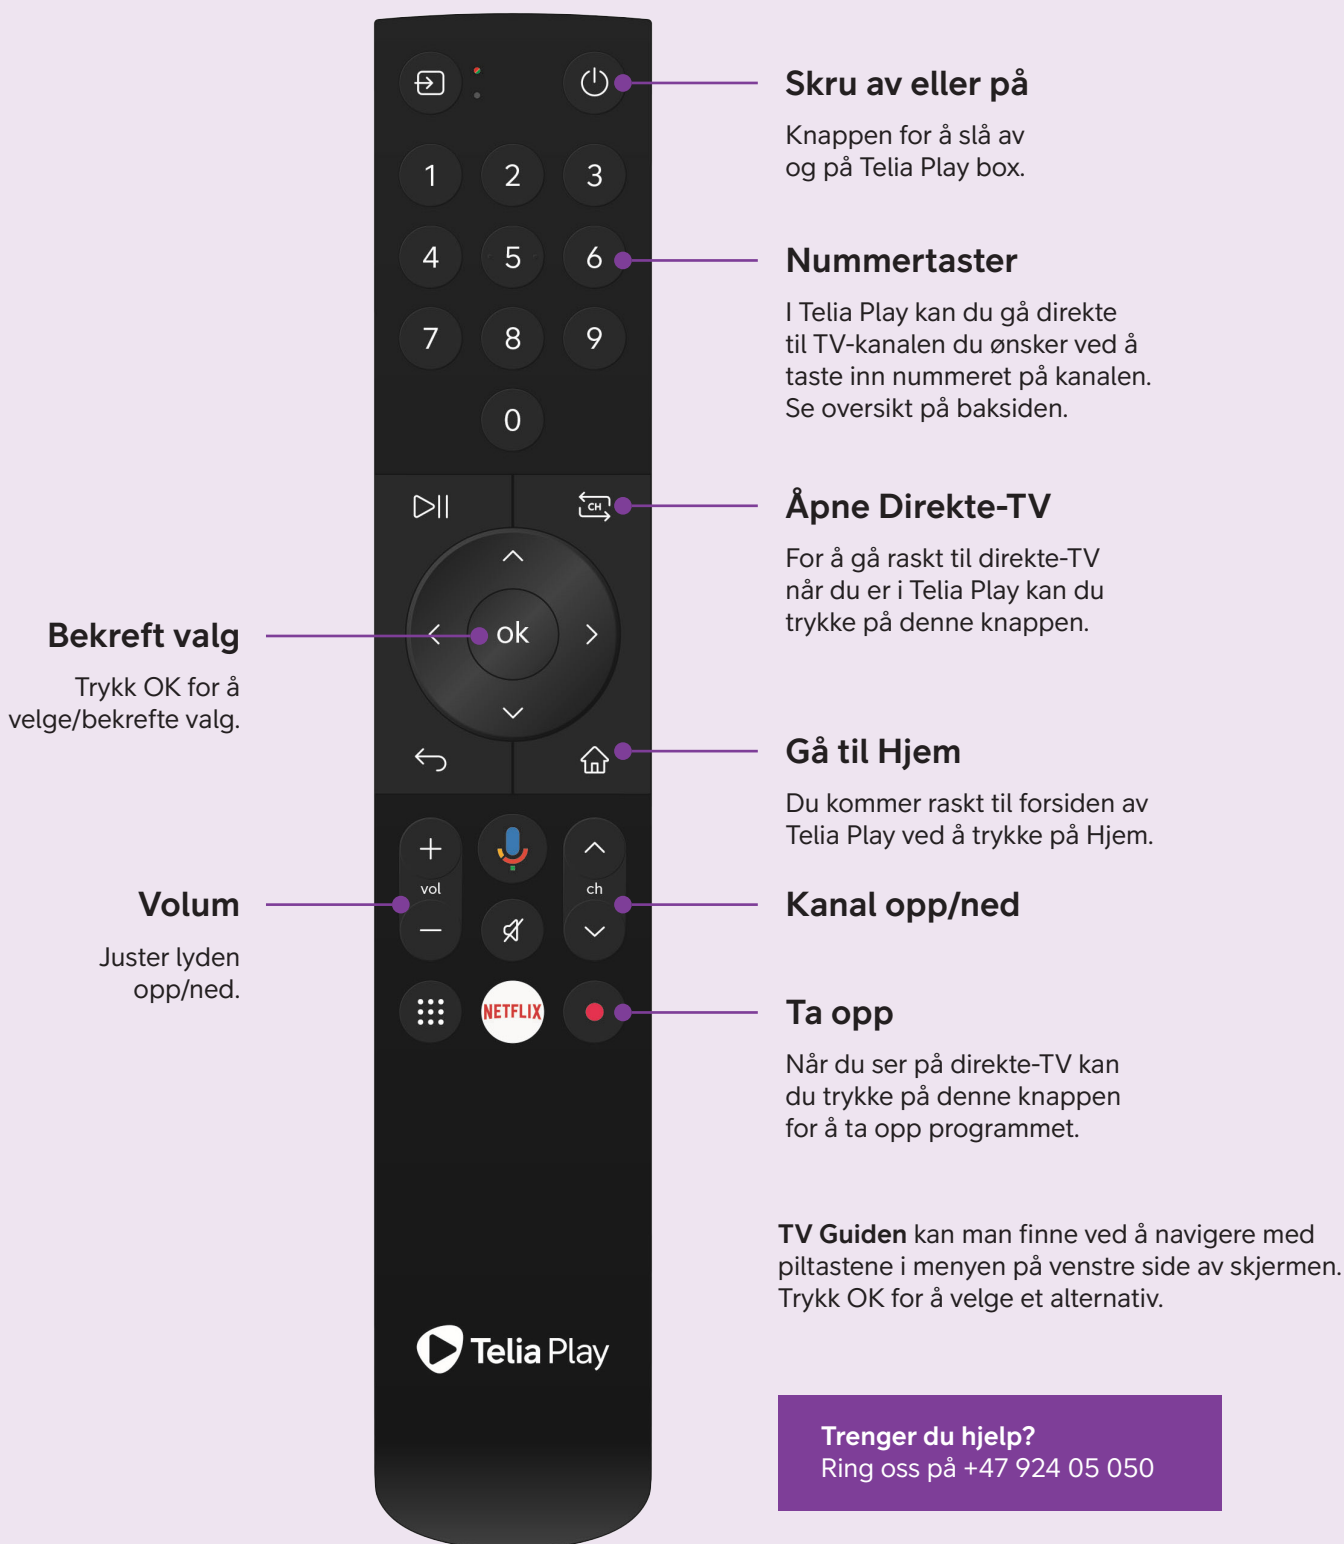 Skru av eller på
Knappen for å slå av
og på Telia Play box.
1 2 3
4 5 6
7 8 9
0
Nummertaster
I Telia Play kan du gå direkte
til TV-kanalen du ønsker ved å
taste inn nummeret på kanalen.
Se oversikt på baksiden.
CH
Åpne Direkte-TV
For å gå raskt til direkte-TV
når du er i Telia Play kan du
trykke på denne knappen.
ok
Bekreft valg
Trykk OK for å
velge/bekrefte valg.
Gå til Hjem
Du kommer raskt til forsiden av
Telia Play ved å trykke på Hjem.
vol
ch
Volum
Juster lyden
opp/ned.
Kanal opp/ned
NETFLIX
Ta opp
Når du ser på direkte-TV kan
du trykke på denne knappen
for å ta opp programmet.
TV Guiden kan man finne ved å navigere med
piltastene i menyen på venstre side av skjermen.
Trykk OK for å velge et alternativ.
Telia Play
Trenger du hjelp?
Ring oss på +47 924 05 050